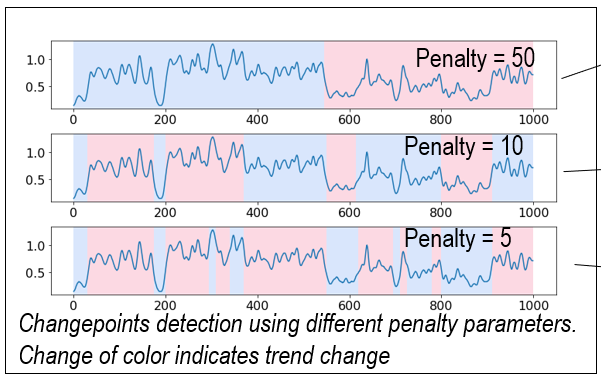 Penalty = 50
1.0
0.5
0 200 400 600 800 1000
Penalty = 10
1.0
0.5
0 200 400 600 800 1000
Penalty = 5
1.0
0.5
0 200 400 600 800 1000
Changepoints detection using different penalty parameters.
Change of color indicates trend change